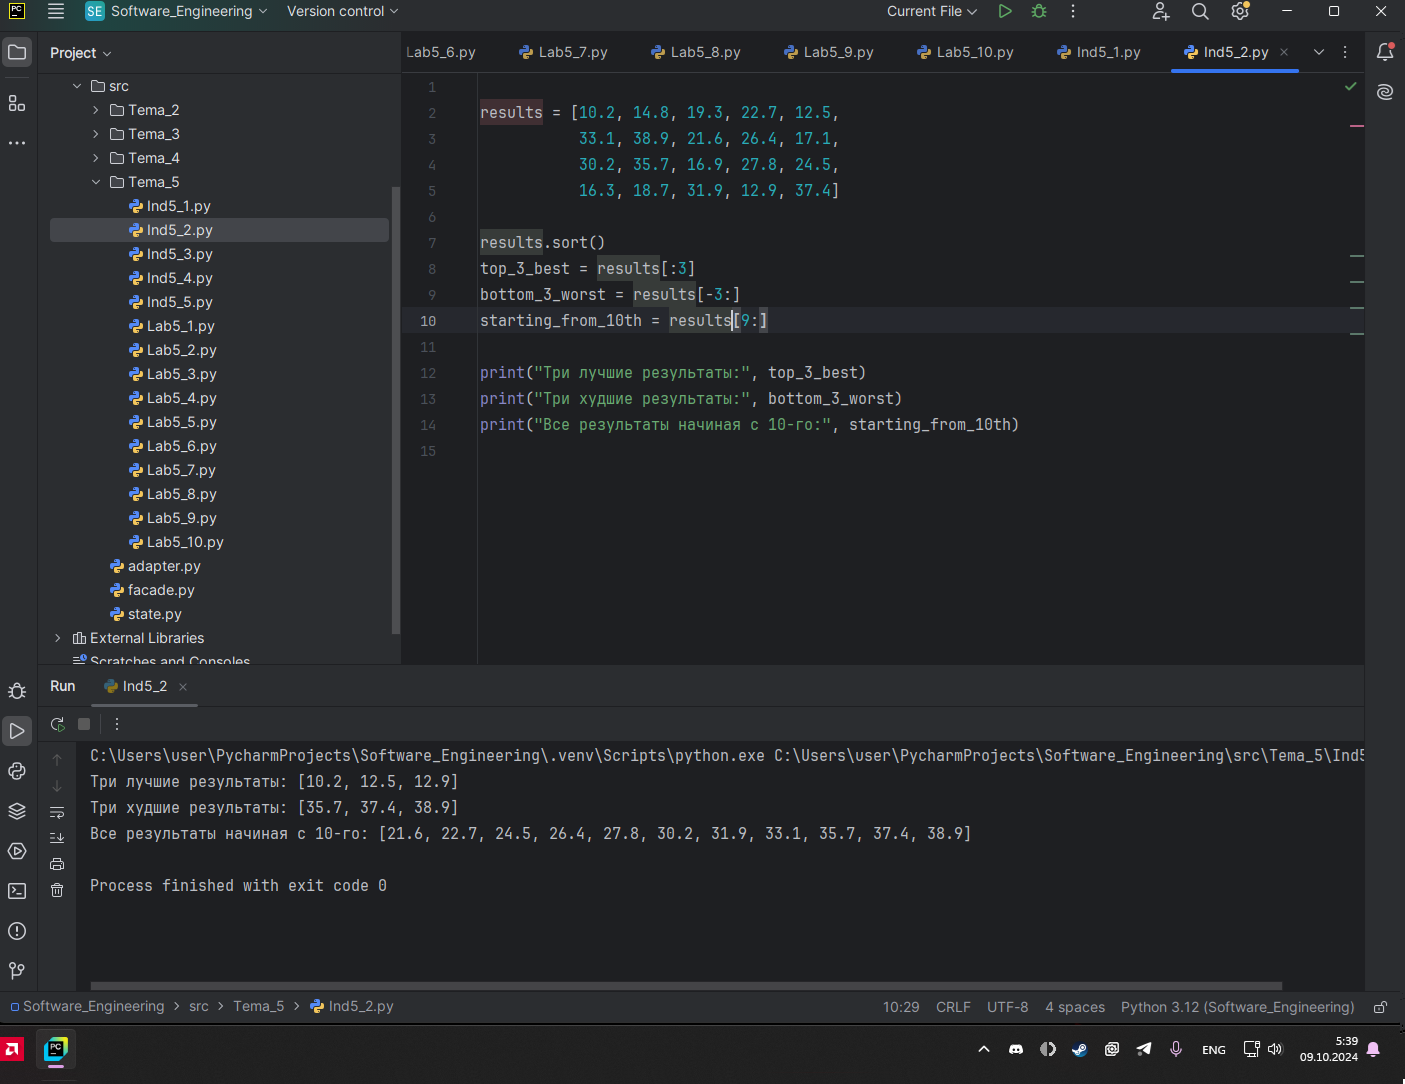 PC
SE Software_Engineering Version control Current File
Project
Lab5_6.py Lab5_7.py Lab5_8.py Lab5_9.py Lab5_10.py Ind5_1.py Ind5_2.py
src
Tema_2
Tema_3
Tema_4
Tema_5
Ind5_1.py
Ind5_2.py
Ind5_3.py
Ind5_4.py
Ind5_5.py
Lab5_1.py
Lab5_2.py
Lab5_3.py
Lab5_4.py
Lab5_5.py
Lab5_6.py
Lab5_7.py
Lab5_8.py
Lab5_9.py
Lab5_10.py
adapter.py
facade.py
state.py
External Libraries
Scratches and Consoles
1
2 results = [10.2, 14.8, 19.3, 22.7, 12.5,
3 33.1, 38.9, 21.6, 26.4, 17.1,
4 30.2, 35.7, 16.9, 27.8, 24.5,
5 16.3, 18.7, 31.9, 12.9, 37.4]
6
7 results.sort()
8 top_3_best = results[:3]
9 bottom_3_worst = results[-3:]
10 starting_from_10th = results[9:]
11
12 print("Три лучшие результаты:", top_3_best)
13 print("Три худшие результаты:", bottom_3_worst)
14 print("Все результаты начиная с 10-го:", starting_from_10th)
15
Run Ind5_2
C:\Users\user\PycharmProjects\Software_Engineering\.venv\Scripts\python.exe C:\Users\user\PycharmProjects\Software_Engineering\src\Tema_5\Ind5
Три лучшие результаты: [10.2, 12.5, 12.9]
Три худшие результаты: [35.7, 37.4, 38.9]
Все результаты начиная с 10-го: [21.6, 22.7, 24.5, 26.4, 27.8, 30.2, 31.9, 33.1, 35.7, 37.4, 38.9]
Process finished with exit code 0
Software_Engineering > src > Tema_5 > Ind5_2.py 10:29 CRLF UTF-8 4 spaces Python 3.12 (Software_Engineering)
PC
ENG
5:39
09.10.2024